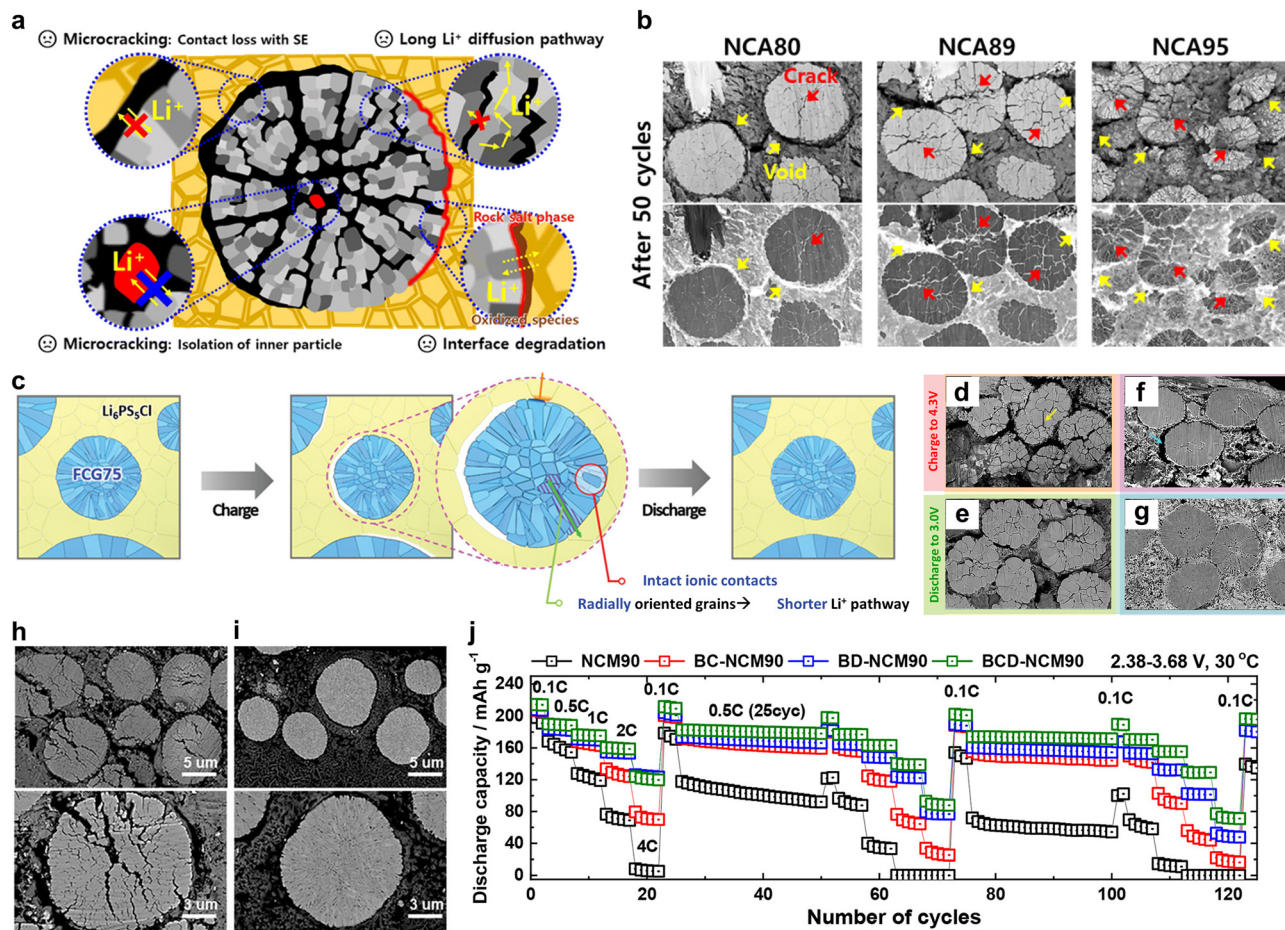 a
☹ Microcracking: Contact loss with SE
☹ Long Li⁺ diffusion pathway
Li⁺
Li⁺
Li⁺
Rock salt phase
Li⁺
Oxidized species
☹ Microcracking: Isolation of inner particle
☹ Interface degradation
b
NCA80
NCA89
NCA95
After 50 cycles
Crack
Void
c
Li₆PS₅Cl
FCG75
Charge
Discharge
Intact ionic contacts
Radially oriented grains→ Shorter Li⁺ pathway
Charge to 4.3V
Discharge to 3.0V
d
f
e
g
h
i
5 um
5 um
3 um
3 um
j
NCM90
BC-NCM90
BD-NCM90
BCD-NCM90
2.38-3.68 V, 30 °C
0.1C
0.5C
1C
2C
4C
0.1C
0.5C (25cyc)
0.1C
0.1C
0.1C
Discharge capacity / mAh g⁻¹
240
200
160
120
80
40
0
0
20
40
60
80
100
120
Number of cycles